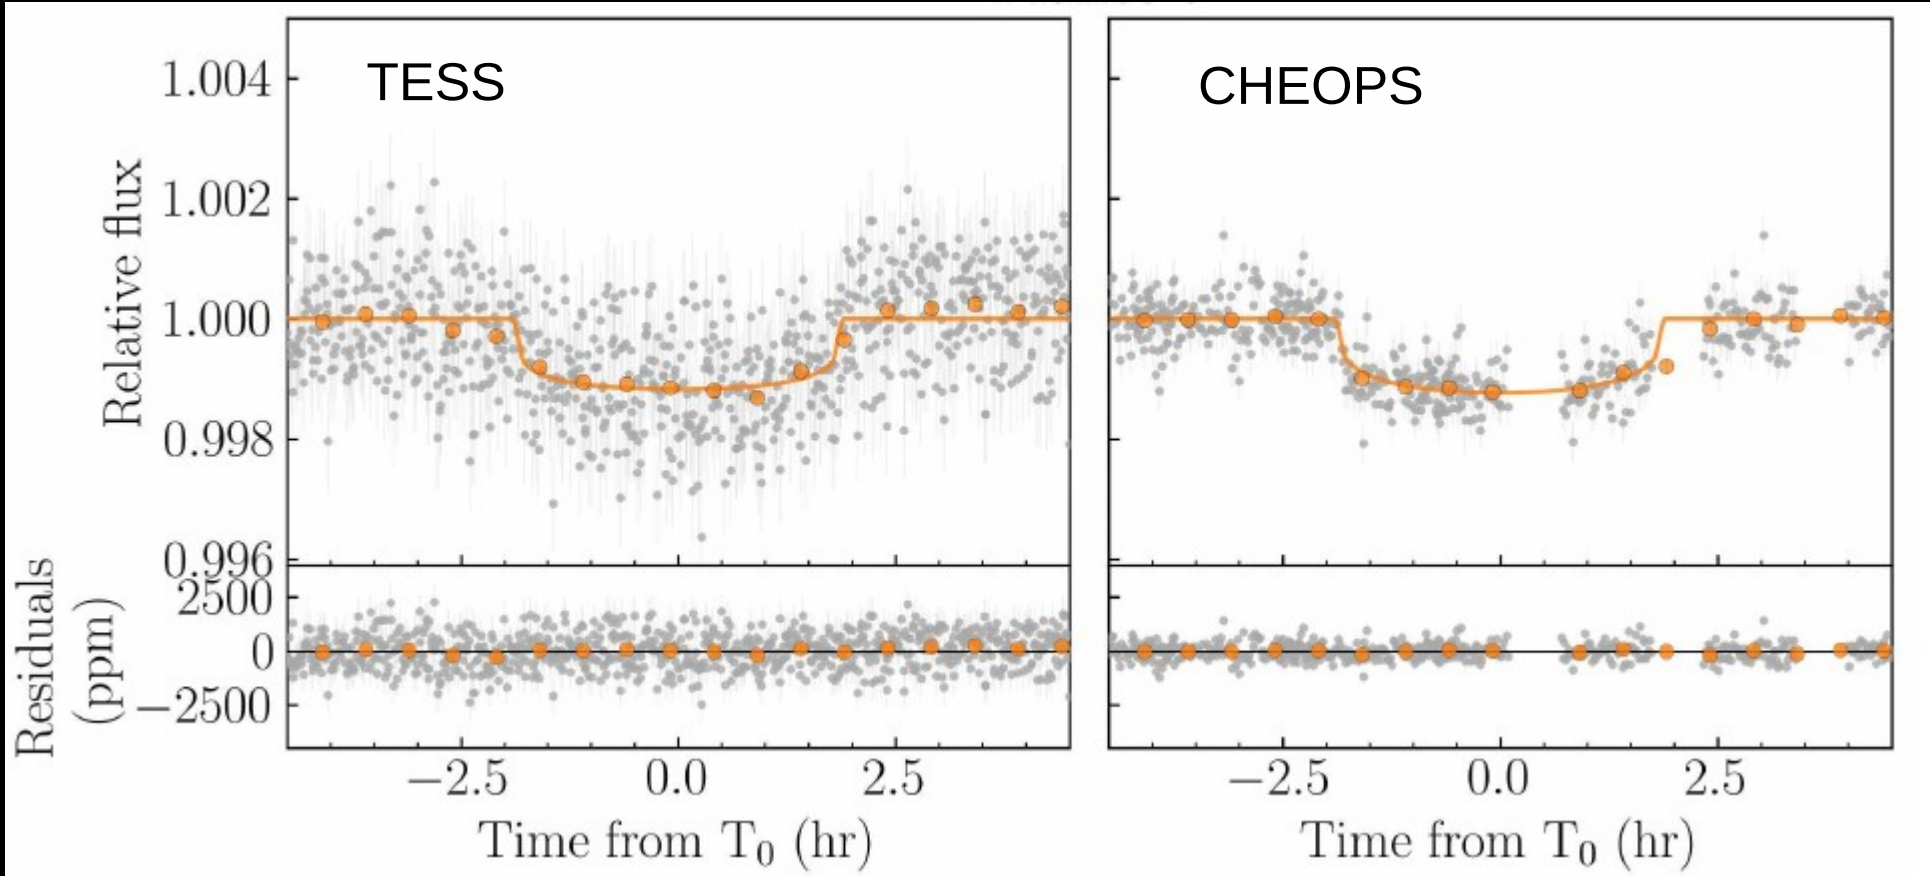 TESS
CHEOPS
Relative flux
1.004
1.002
1.000
0.998
0.996
Residuals
(ppm)
2500
0
−2500
−2.5 0.0 2.5
−2.5 0.0 2.5
Time from T₀ (hr)
Time from T₀ (hr)